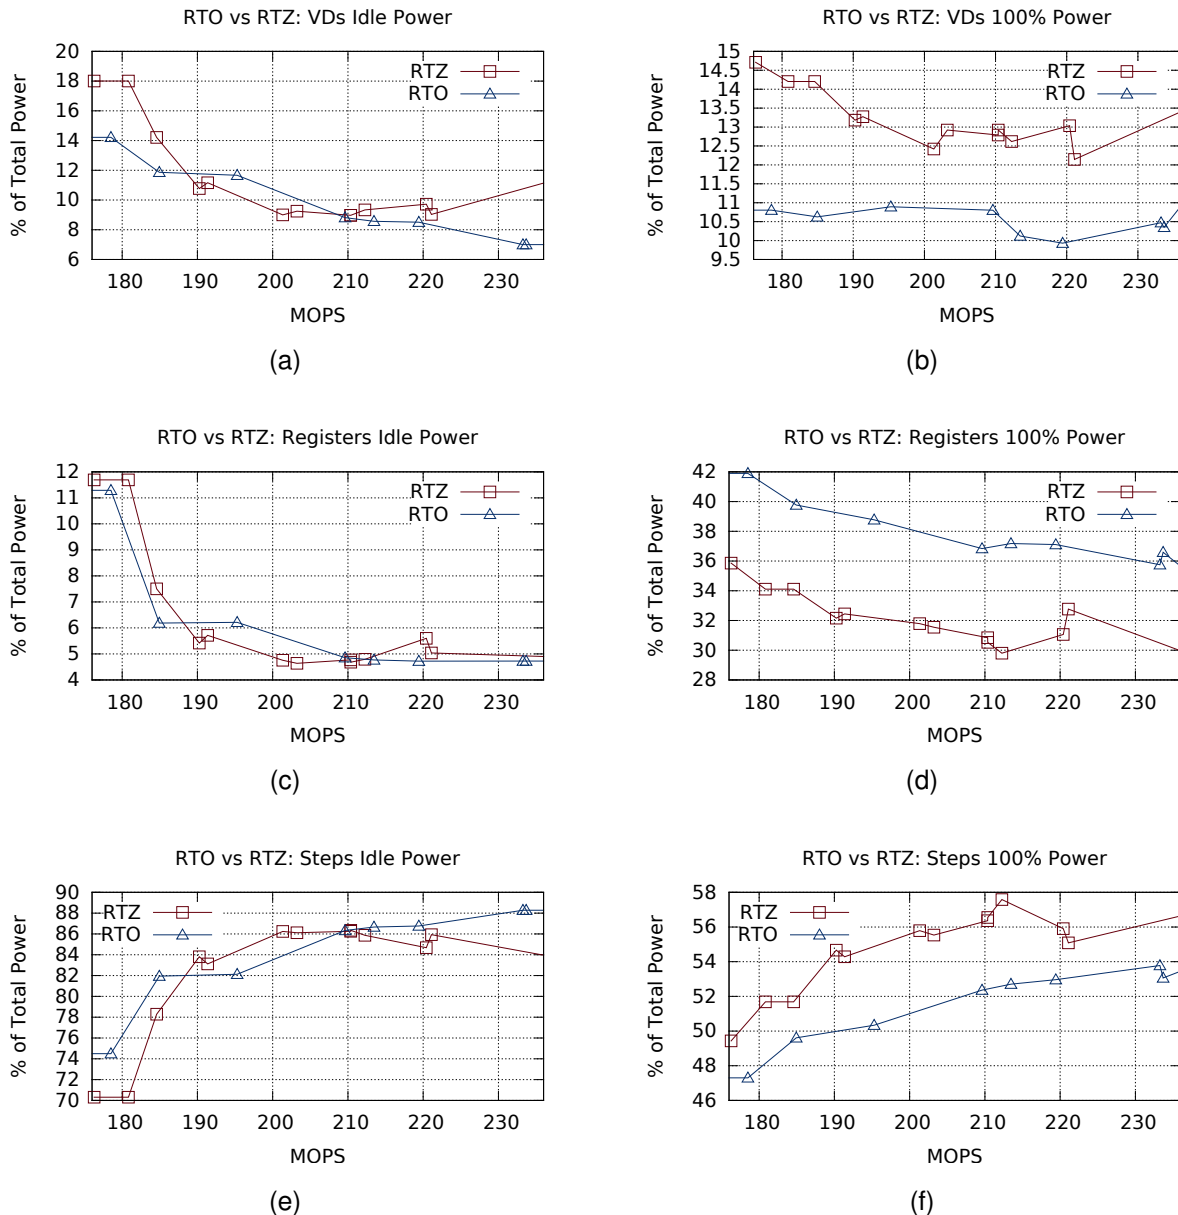 RTO vs RTZ: VDs Idle Power
% of Total Power
20
18
16
14
12
10
8
6
RTZ
RTO
180 190 200 210 220 230
MOPS
(a)
RTO vs RTZ: VDs 100% Power
% of Total Power
15
14.5
14
13.5
13
12.5
12
11.5
11
10.5
10
9.5
RTZ
RTO
180 190 200 210 220 230
MOPS
(b)
RTO vs RTZ: Registers Idle Power
% of Total Power
12
11
10
9
8
7
6
5
4
RTZ
RTO
180 190 200 210 220 230
MOPS
(c)
RTO vs RTZ: Registers 100% Power
% of Total Power
42
40
38
36
34
32
30
28
RTZ
RTO
180 190 200 210 220 230
MOPS
(d)
RTO vs RTZ: Steps Idle Power
% of Total Power
90
88
86
84
82
80
78
76
74
72
70
RTZ
RTO
180 190 200 210 220 230
MOPS
(e)
RTO vs RTZ: Steps 100% Power
% of Total Power
58
56
54
52
50
48
46
RTZ
RTO
180 190 200 210 220 230
MOPS
(f)